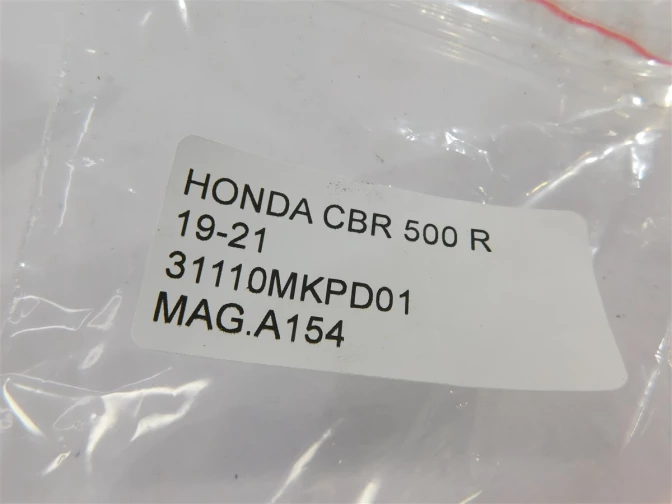 HONDA CBR 500 R
19-21
31110MKPD01
MAG.A154